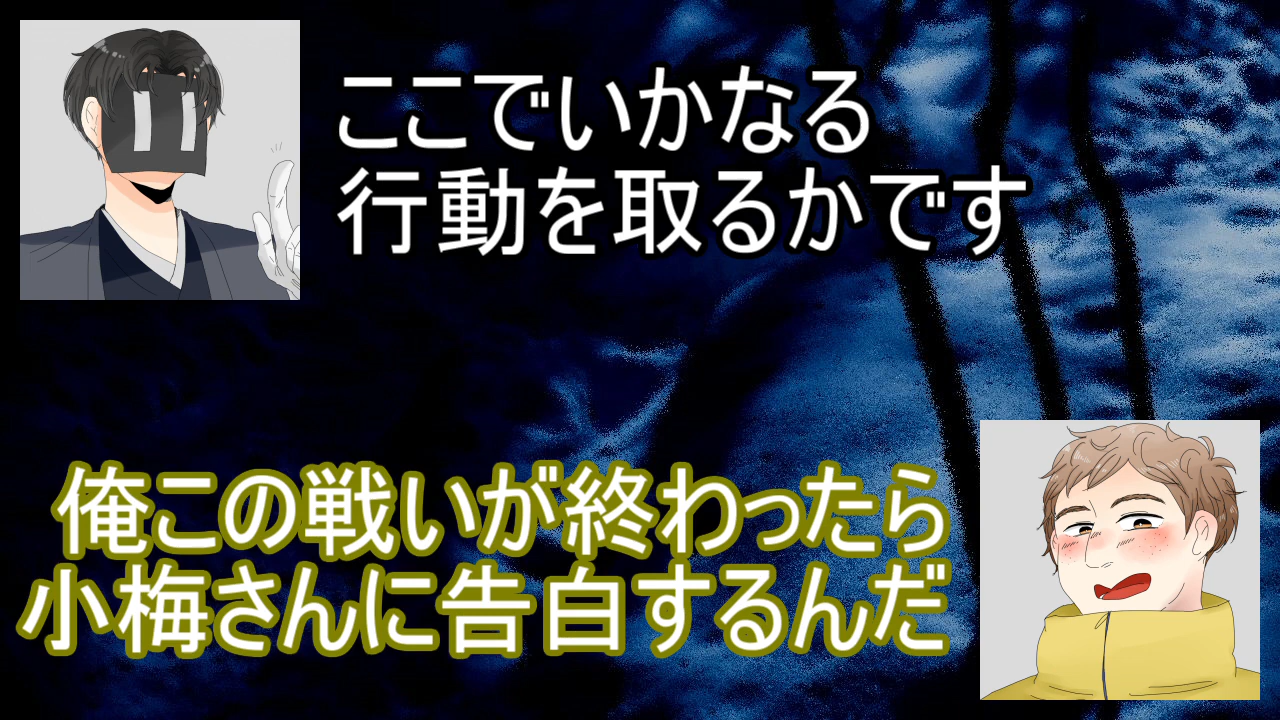 ここでいかなる
行動を取るかです
俺この戦いが終わったら
小梅さんに告白するんだ